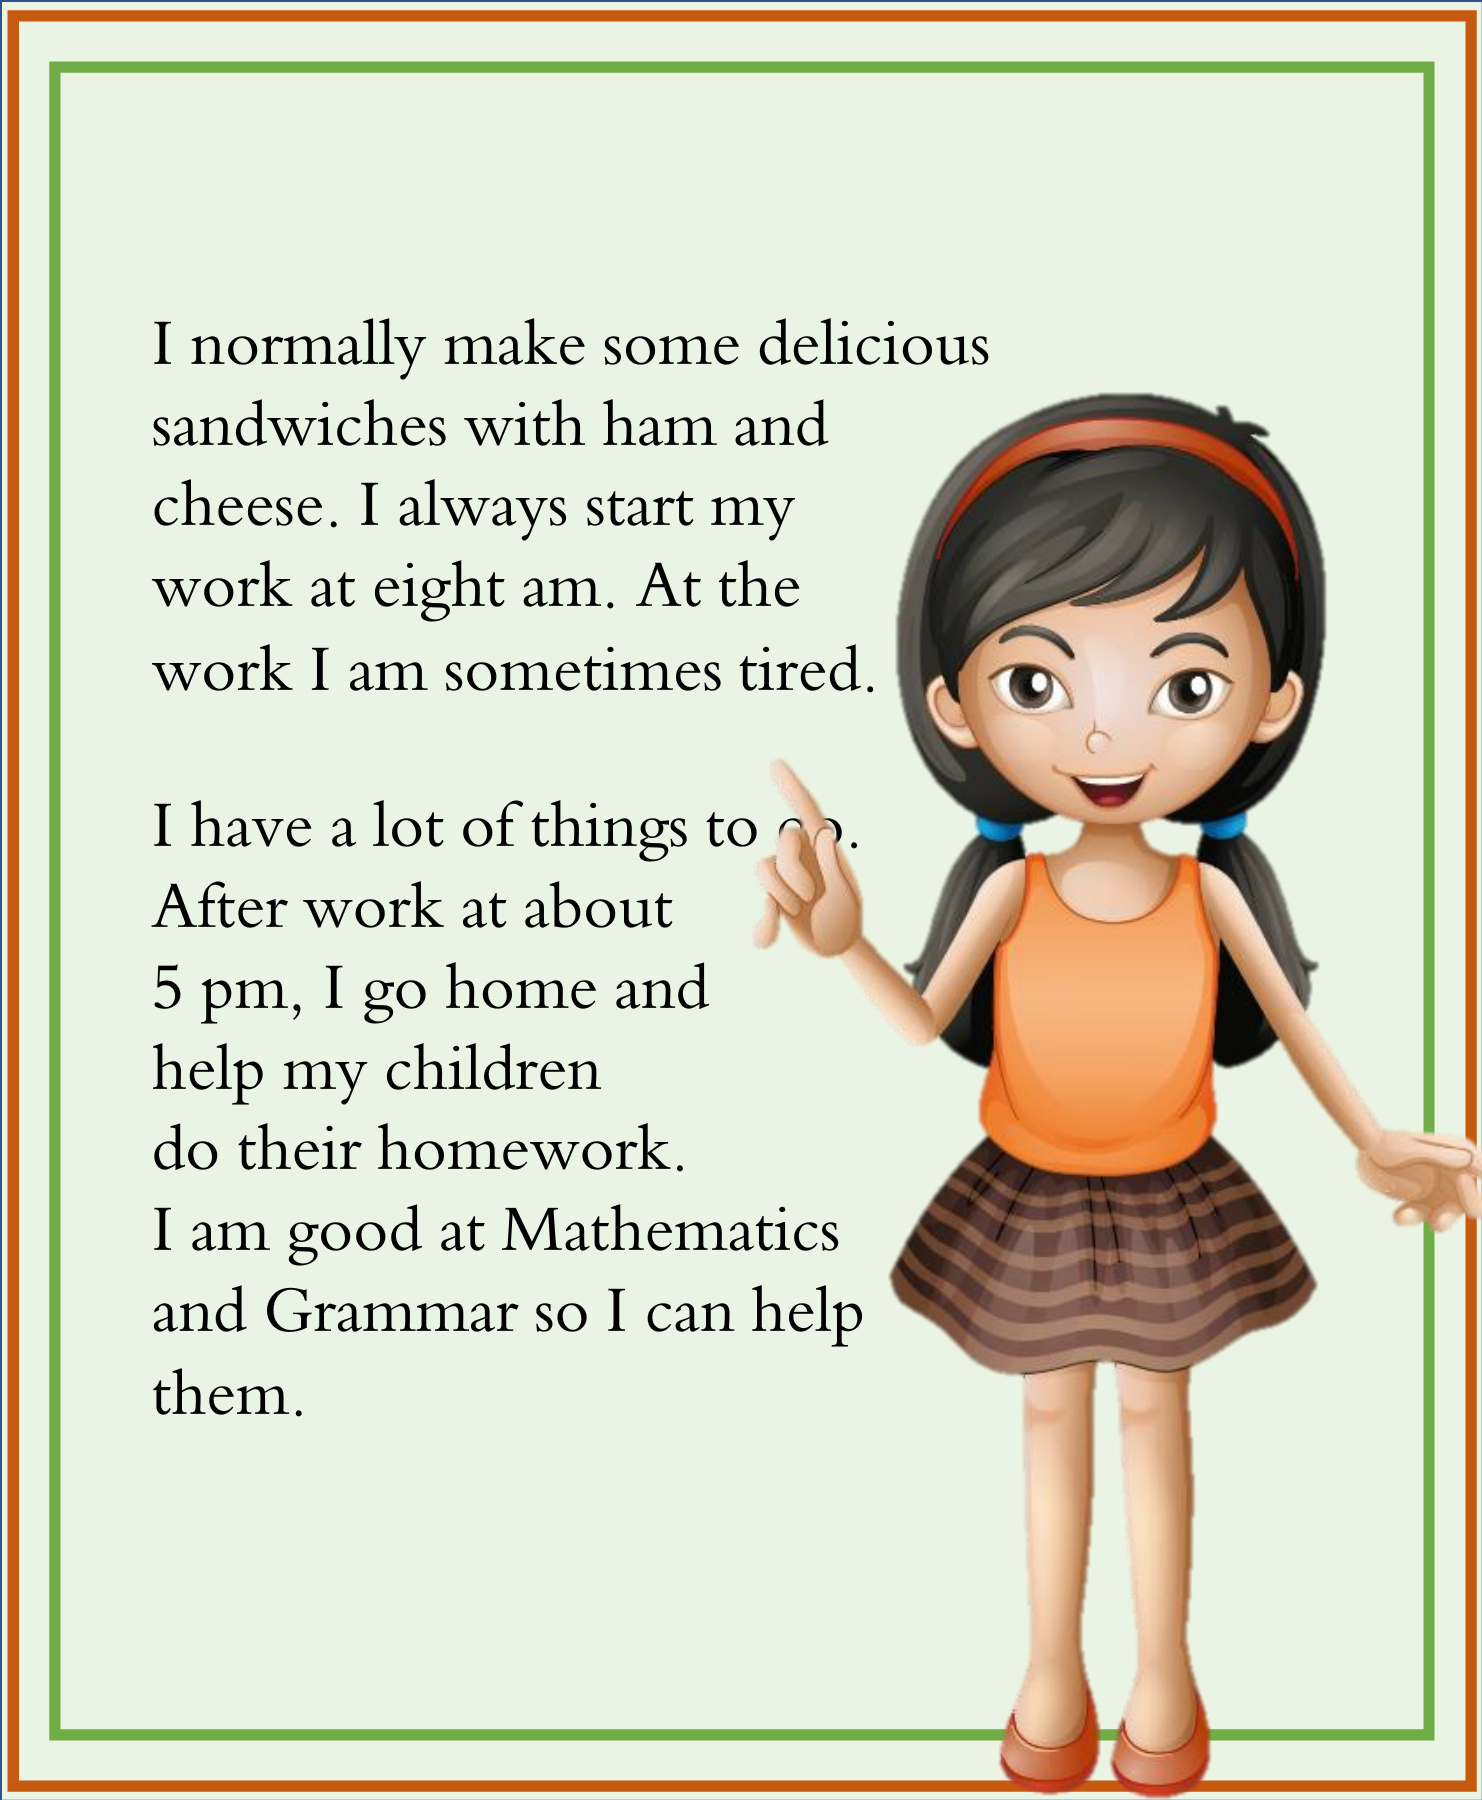 I normally make some delicious
sandwiches with ham and
cheese. I always start my
work at eight am. At the
work I am sometimes tired.
I have a lot of things to do.
After work at about
5 pm, I go home and
help my children
do their homework.
I am good at Mathematics
and Grammar so I can help
them.